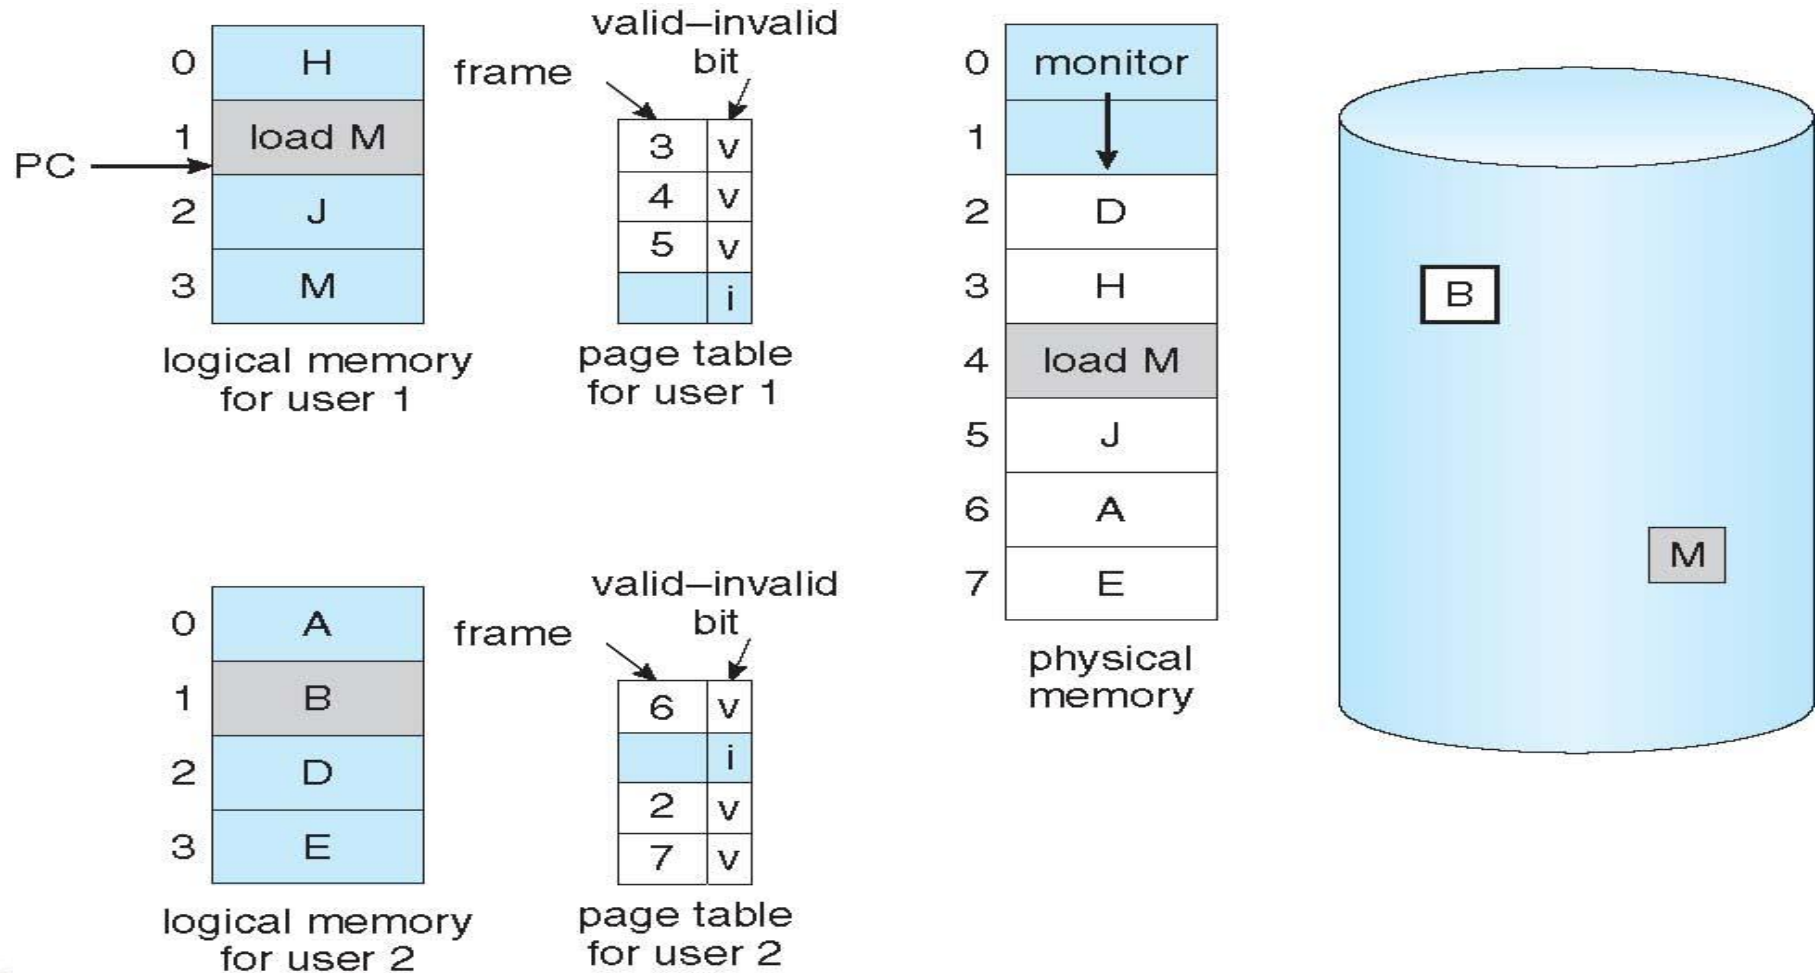 0 H
1 load M
PC
2 J
3 M
logical memory
for user 1
valid–invalid
bit
frame
3 v
4 v
5 v
i
page table
for user 1
0 monitor
1
2 D
3 H
4 load M
5 J
6 A
7 E
physical
memory
B
M
0 A
1 B
2 D
3 E
logical memory
for user 2
valid–invalid
bit
frame
6 v
i
2 v
7 v
page table
for user 2